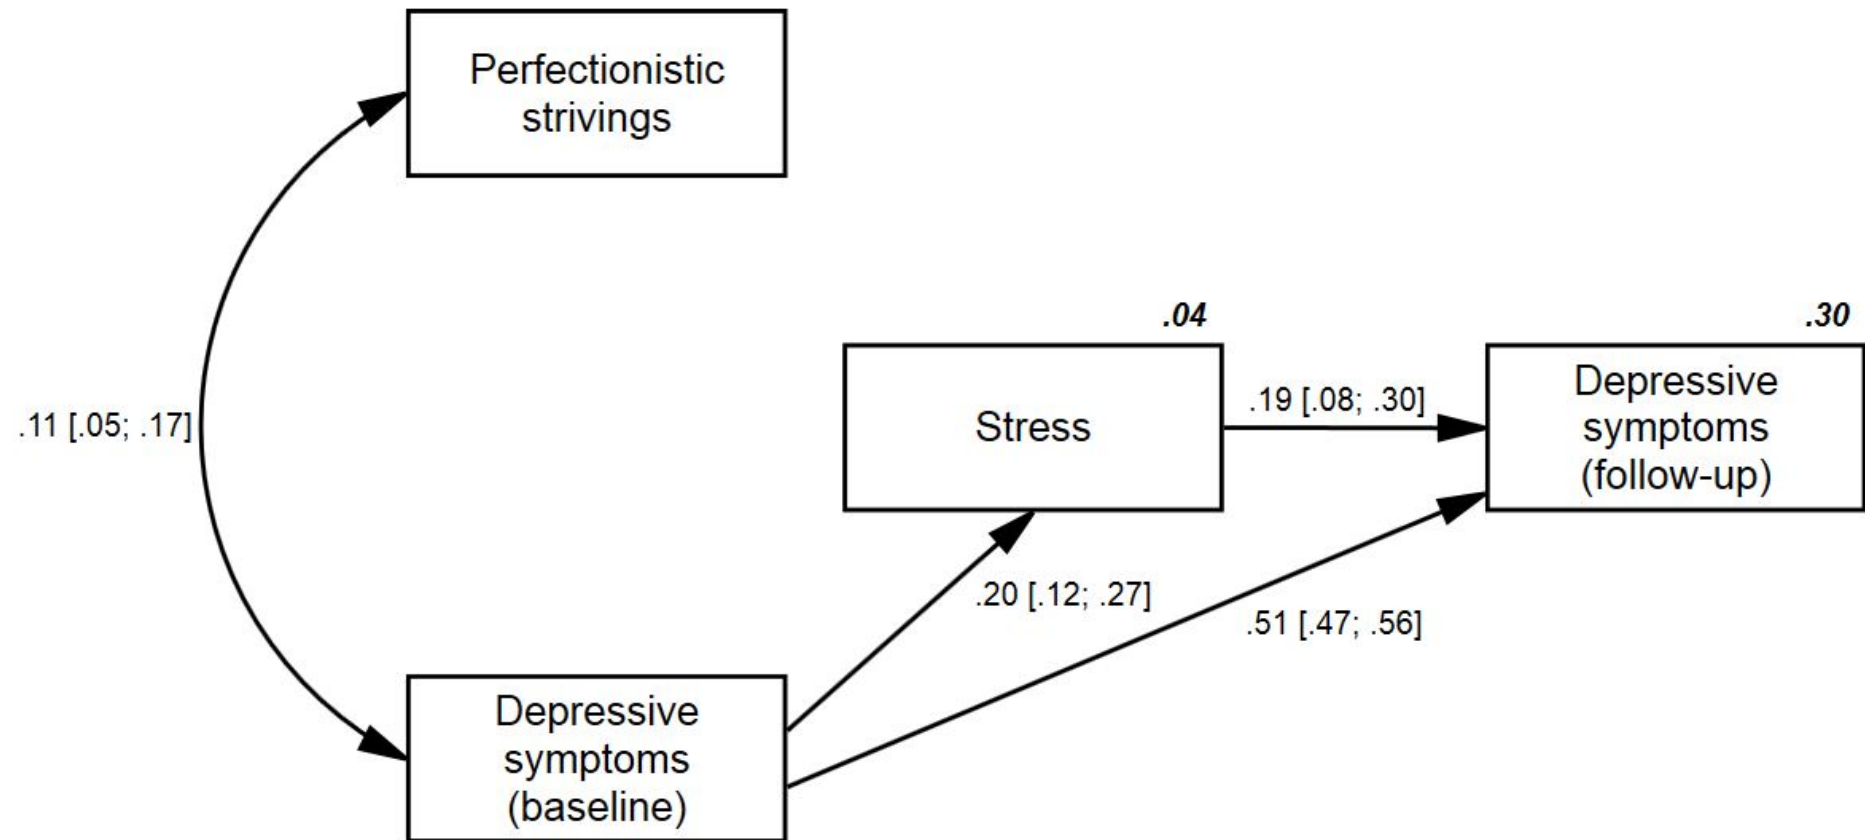 Perfectionistic
strivings
.11 [.05; .17]
.04
Stress
.19 [.08; .30]
.30
Depressive
symptoms
(follow-up)
.20 [.12; .27]
.51 [.47; .56]
Depressive
symptoms
(baseline)